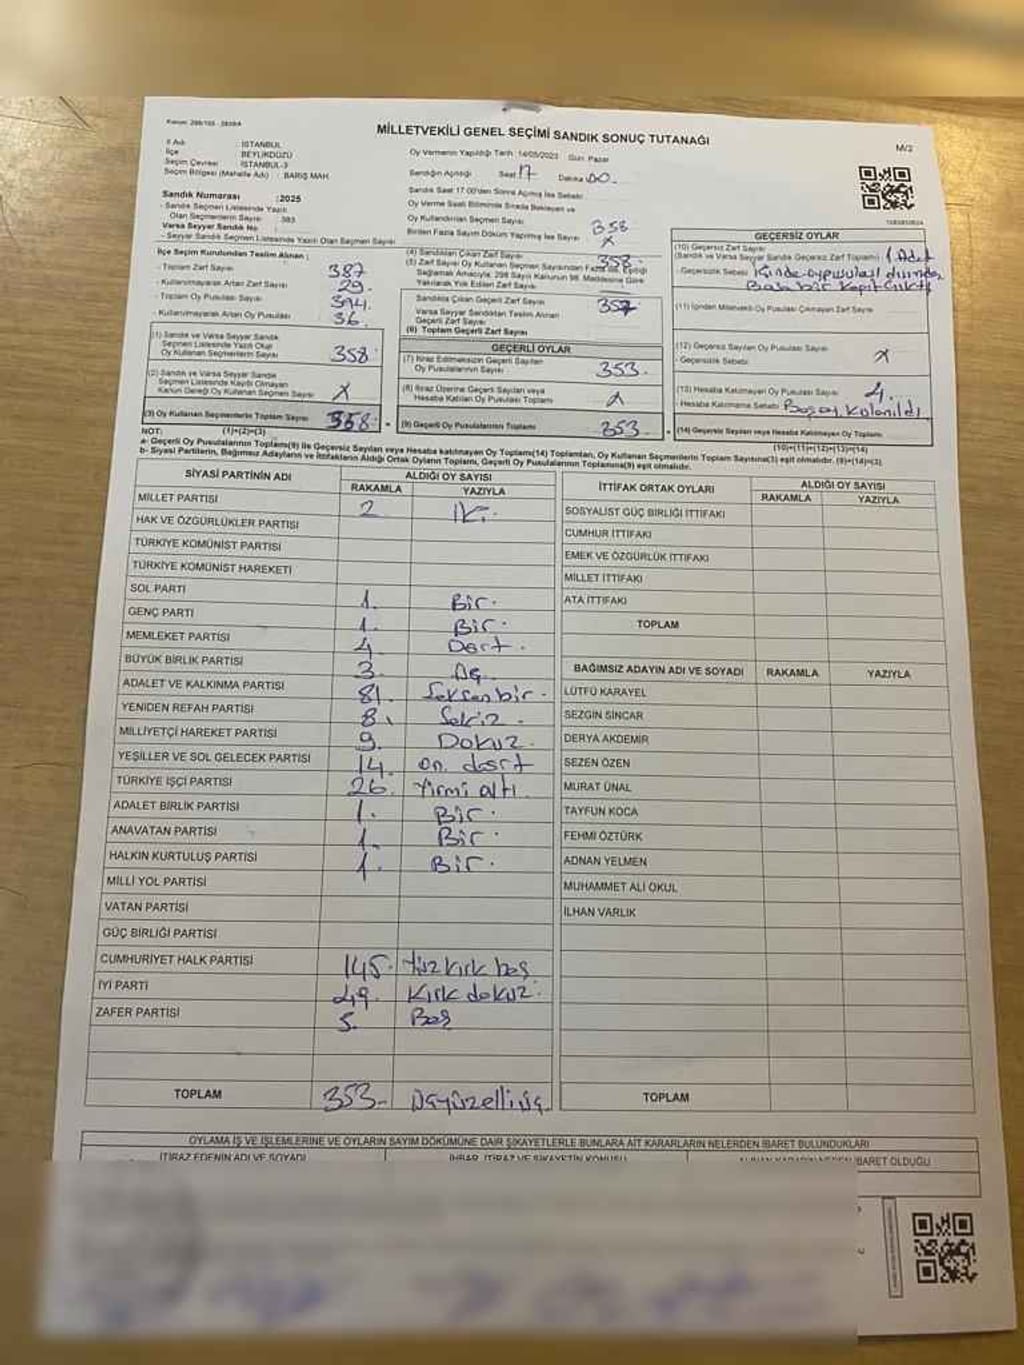 Kanun: 298/105 - 2839/4
MİLLETVEKİLİ GENEL SEÇİMİ SANDIK SONUÇ TUTANAĞI
M/2
İl Adı : İSTANBUL
İlçe : BEYLİKDÜZÜ
Seçim Çevresi : İSTANBUL-3
Seçim Bölgesi (Mahalle Adı) : BARIŞ MAH.
Oy Vermenin Yapıldığı Tarih : 14/05/2023 Gün: Pazar
Sandığın Açıldığı Saat 17 Dakika 00.
Sandık Saat 17.00'den Sonra Açılmış İse Sebebi:
Sandık Numarası : 2025
- Sandık Seçmen Listesinde Yazılı
Olan Seçmenlerin Sayısı : 383
Varsa Seyyar Sandık No :
- Seyyar Sandık Seçmen Listesinde Yazılı Olan Seçmen Sayısı
Oy Verme Saati Bitiminde Sırada Bekleyen ve
Oy Kullandırılan Seçmen Sayısı 358
Birden Fazla Sayım Döküm Yapılmış İse Sayısı X
İlçe Seçim Kurulundan Teslim Alınan ;
- Toplam Zarf Sayısı 387
- Kullanılmayarak Artan Zarf Sayısı 29.
- Toplam Oy Pusulası Sayısı 394.
- Kullanılmayarak Artan Oy Pusulası 36.
(1) Sandık ve Varsa Seyyar Sandık
Seçmen Listesinde Yazılı Olup
Oy Kullanan Seçmenlerin Sayısı 358
(2) Sandık ve Varsa Seyyar Sandık
Seçmen Listesinde Kayıtlı Olmayan
Kanun Gereği Oy Kullanan Seçmen Sayısı X
(3) Oy Kullanan Seçmenlerin Toplam Sayısı 358.
(1)+(2)=(3)
(4) Sandıktan Çıkan Zarf Sayısı 358.
(5) Zarf Sayısı Oy Kullanan Seçmen Sayısından Fazla ise, Eşitliği
Sağlamak Amacıyla, 298 Sayılı Kanunun 98. Maddesine Göre
Yakılarak Yok Edilen Zarf Sayısı
Sandıkta Çıkan Geçerli Zarf Sayısı 357
Varsa Seyyar Sandıktan Teslim Alınan
Geçerli Zarf Sayısı
(6) Toplam Geçerli Zarf Sayısı
GEÇERLİ OYLAR
(7) İtiraz Edilmeksizin Geçerli Sayılan
Oy Pusulalarının Sayısı 353.
(8) İtiraz Üzerine Geçerli Sayılan veya
Hesaba Katılan Oy Pusulası Toplamı X
(9) Geçerli Oy Pusulalarının Toplamı 353.
GEÇERSİZ OYLAR
(10) Geçersiz Zarf Sayısı
(Sandık ve Varsa Seyyar Sandık Geçersiz Zarf Toplamı) 1 Adet
- Geçersizlik Sebebi
(11) İçinden Milletvekili Oy Pusulası Çıkmayan Zarf Sayısı
(12) Geçersiz Sayılan Oy Pusulası Sayısı X
- Geçersizlik Sebebi:
(13) Hesaba Katılmayan Oy Pusulası Sayısı 4.
- Hesaba Katılmama Sebebi:
(14) Geçersiz Sayılan veya Hesaba Katılmayan Oy Toplamı
(10)+(11)+(12)+(13)=(14)
NOT:
a- Geçerli Oy Pusulasının Toplamı(9) ile Geçersiz Sayılan veya Hesaba katılmayan Oy Toplamı(14) Toplamları, Oy Kullanan Seçmenlerin Toplam Sayısına(3) eşit olmalıdır. (9)+(14)=(3)
b- Siyasi Partilerin, Bağımsız Adayların ve İttifakların Aldığı Oy Toplamı, Geçerli Oy Pusulalarının Toplamına(9) eşit olmalıdır.
SİYASİ PARTİNİN ADI ALDIĞI OY SAYISI
RAKAMLA YAZIYLA
MİLLET PARTİSİ 2 İki.
HAK VE ÖZGÜRLÜKLER PARTİSİ
TÜRKİYE KOMÜNİST PARTİSİ
TÜRKİYE KOMÜNİST HAREKETİ
SOL PARTİ 1. Bir.
GENÇ PARTİ 1. Bir.
MEMLEKET PARTİSİ 4. Dört.
BÜYÜK BİRLİK PARTİSİ 3. Üç.
ADALET VE KALKINMA PARTİSİ 81. Seksenbir.
YENİDEN REFAH PARTİSİ 8. Sekiz.
MİLLİYETÇİ HAREKET PARTİSİ 9. Dokuz.
YEŞİLLER VE SOL GELECEK PARTİSİ 14. on dört
TÜRKİYE İŞÇİ PARTİSİ 26. Yirmi altı.
ADALET BİRLİK PARTİSİ 1. Bir.
ANAVATAN PARTİSİ 1. Bir.
HALKIN KURTULUŞ PARTİSİ 1. Bir.
MİLLİ YOL PARTİSİ
VATAN PARTİSİ
GÜÇ BİRLİĞİ PARTİSİ
CUMHURİYET HALK PARTİSİ 145. Yüz kırk beş
İYİ PARTİ 49. Kırk dokuz.
ZAFER PARTİSİ 5. Beş
TOPLAM 353. Üçyüzelliüç.
İTTİFAK ORTAK OYLARI ALDIĞI OY SAYISI
RAKAMLA YAZIYLA
SOSYALİST GÜÇ BİRLİĞİ İTTİFAKI
CUMHUR İTTİFAKI
EMEK VE ÖZGÜRLÜK İTTİFAKI
MİLLET İTTİFAKI
ATA İTTİFAKI
TOPLAM
BAĞIMSIZ ADAYIN ADI VE SOYADI RAKAMLA YAZIYLA
LÜTFÜ KARAYEL
SEZGİN SİNCAR
DERYA AKDEMİR
SEZEN ÖZEN
MURAT ÜNAL
TAYFUN KOCA
FEHMİ ÖZTÜRK
ADNAN YELMEN
MUHAMMET ALİ OKUL
İLHAN VARLIK
TOPLAM
OYLAMA İŞ VE İŞLEMLERİNE VE OYLARIN SAYIM DÖKÜMÜNE DAİR ŞİKAYETLERLE BUNLARA AİT KARARLARIN NELERDEN İBARET BULUNDUKLARI
İTİRAZ EDENİN ADI VE SOYADI İHBAR, İTİRAZ VE ŞİKAYETİN KONUSU ALINAN KARARIN NEDEN İBARET OLDUĞU